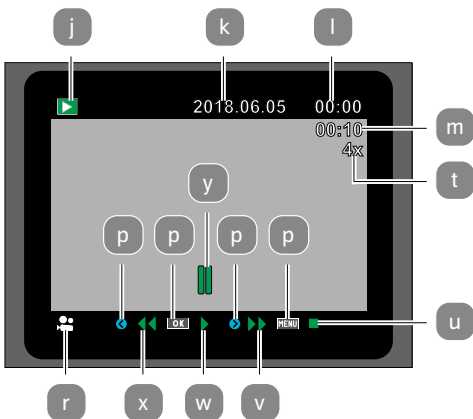 j k l
2018.06.05 00:00
00:10 m
4x
t
y
p p p p
OK MENU
u
r x w v